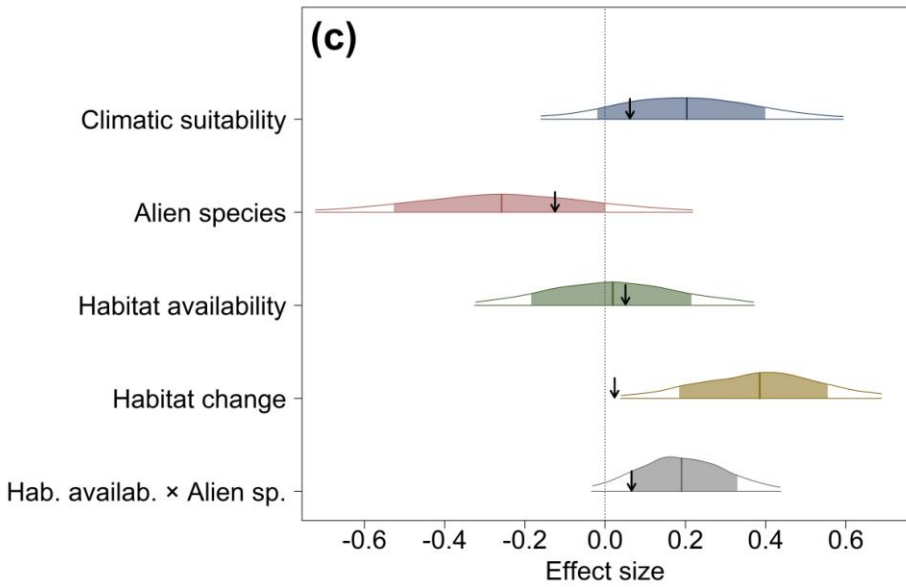 (c)
Climatic suitability
Alien species
Habitat availability
Habitat change
Hab. availab. × Alien sp.
-0.6 -0.4 -0.2 0.0 0.2 0.4 0.6
Effect size